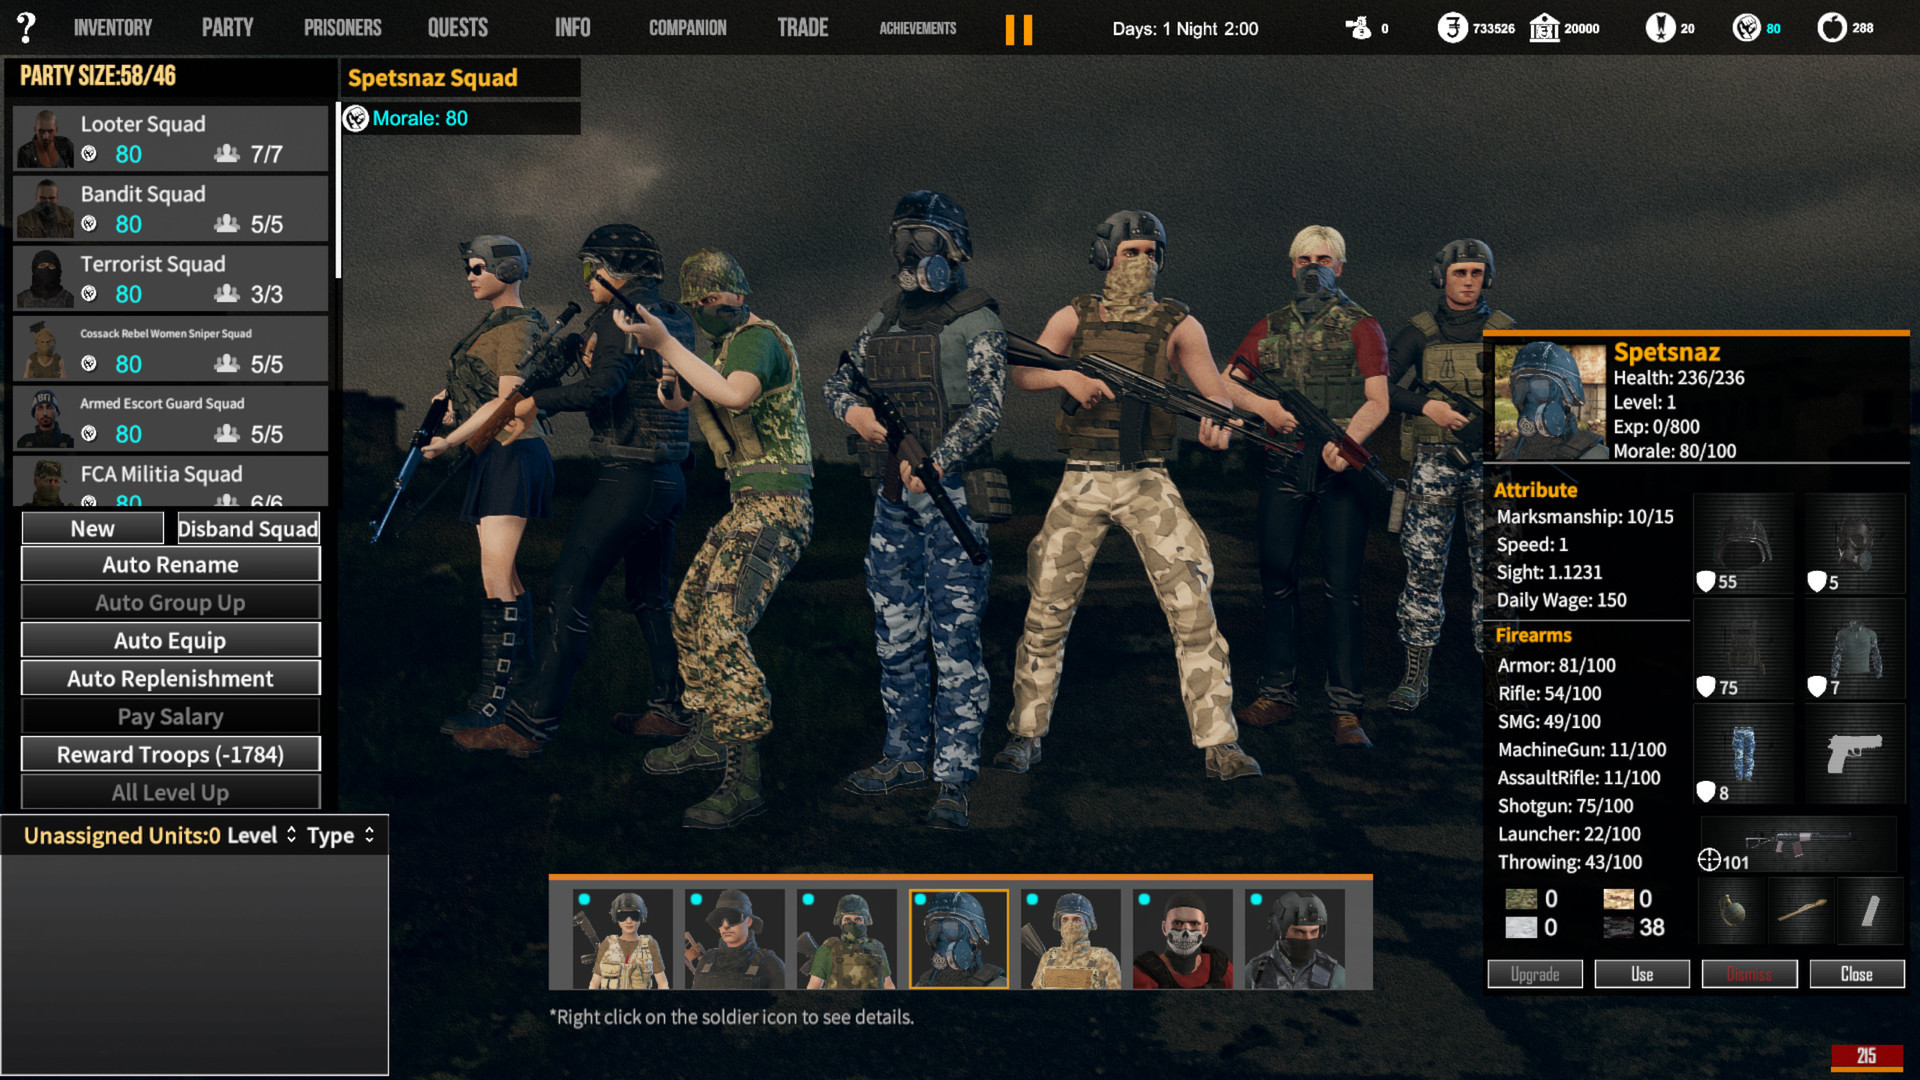 ? INVENTORY PARTY PRISONERS QUESTS INFO COMPANION TRADE ACHIEVEMENTS Days: 1 Night 2:00 0 733526 20000 20 80 288
PARTY SIZE:58/46
Looter Squad
80 7/7
Bandit Squad
80 5/5
Terrorist Squad
80 3/3
Cossack Rebel Women Sniper Squad
80 5/5
Armed Escort Guard Squad
80 5/5
FCA Militia Squad
80 6/6
New Disband Squad
Auto Rename
Auto Group Up
Auto Equip
Auto Replenishment
Pay Salary
Reward Troops (-1784)
All Level Up
Unassigned Units:0 Level Type
Spetsnaz Squad
Morale: 80
*Right click on the soldier icon to see details.
Spetsnaz
Health: 236/236
Level: 1
Exp: 0/800
Morale: 80/100
Attribute
Marksmanship: 10/15
Speed: 1
Sight: 1.1231
Daily Wage: 150
Firearms
Armor: 81/100
Rifle: 54/100
SMG: 49/100
MachineGun: 11/100
AssaultRifle: 11/100
Shotgun: 75/100
Launcher: 22/100
Throwing: 43/100
0 0
0 38
55 5
75 7
8
101
Upgrade Use Dismiss Close
215